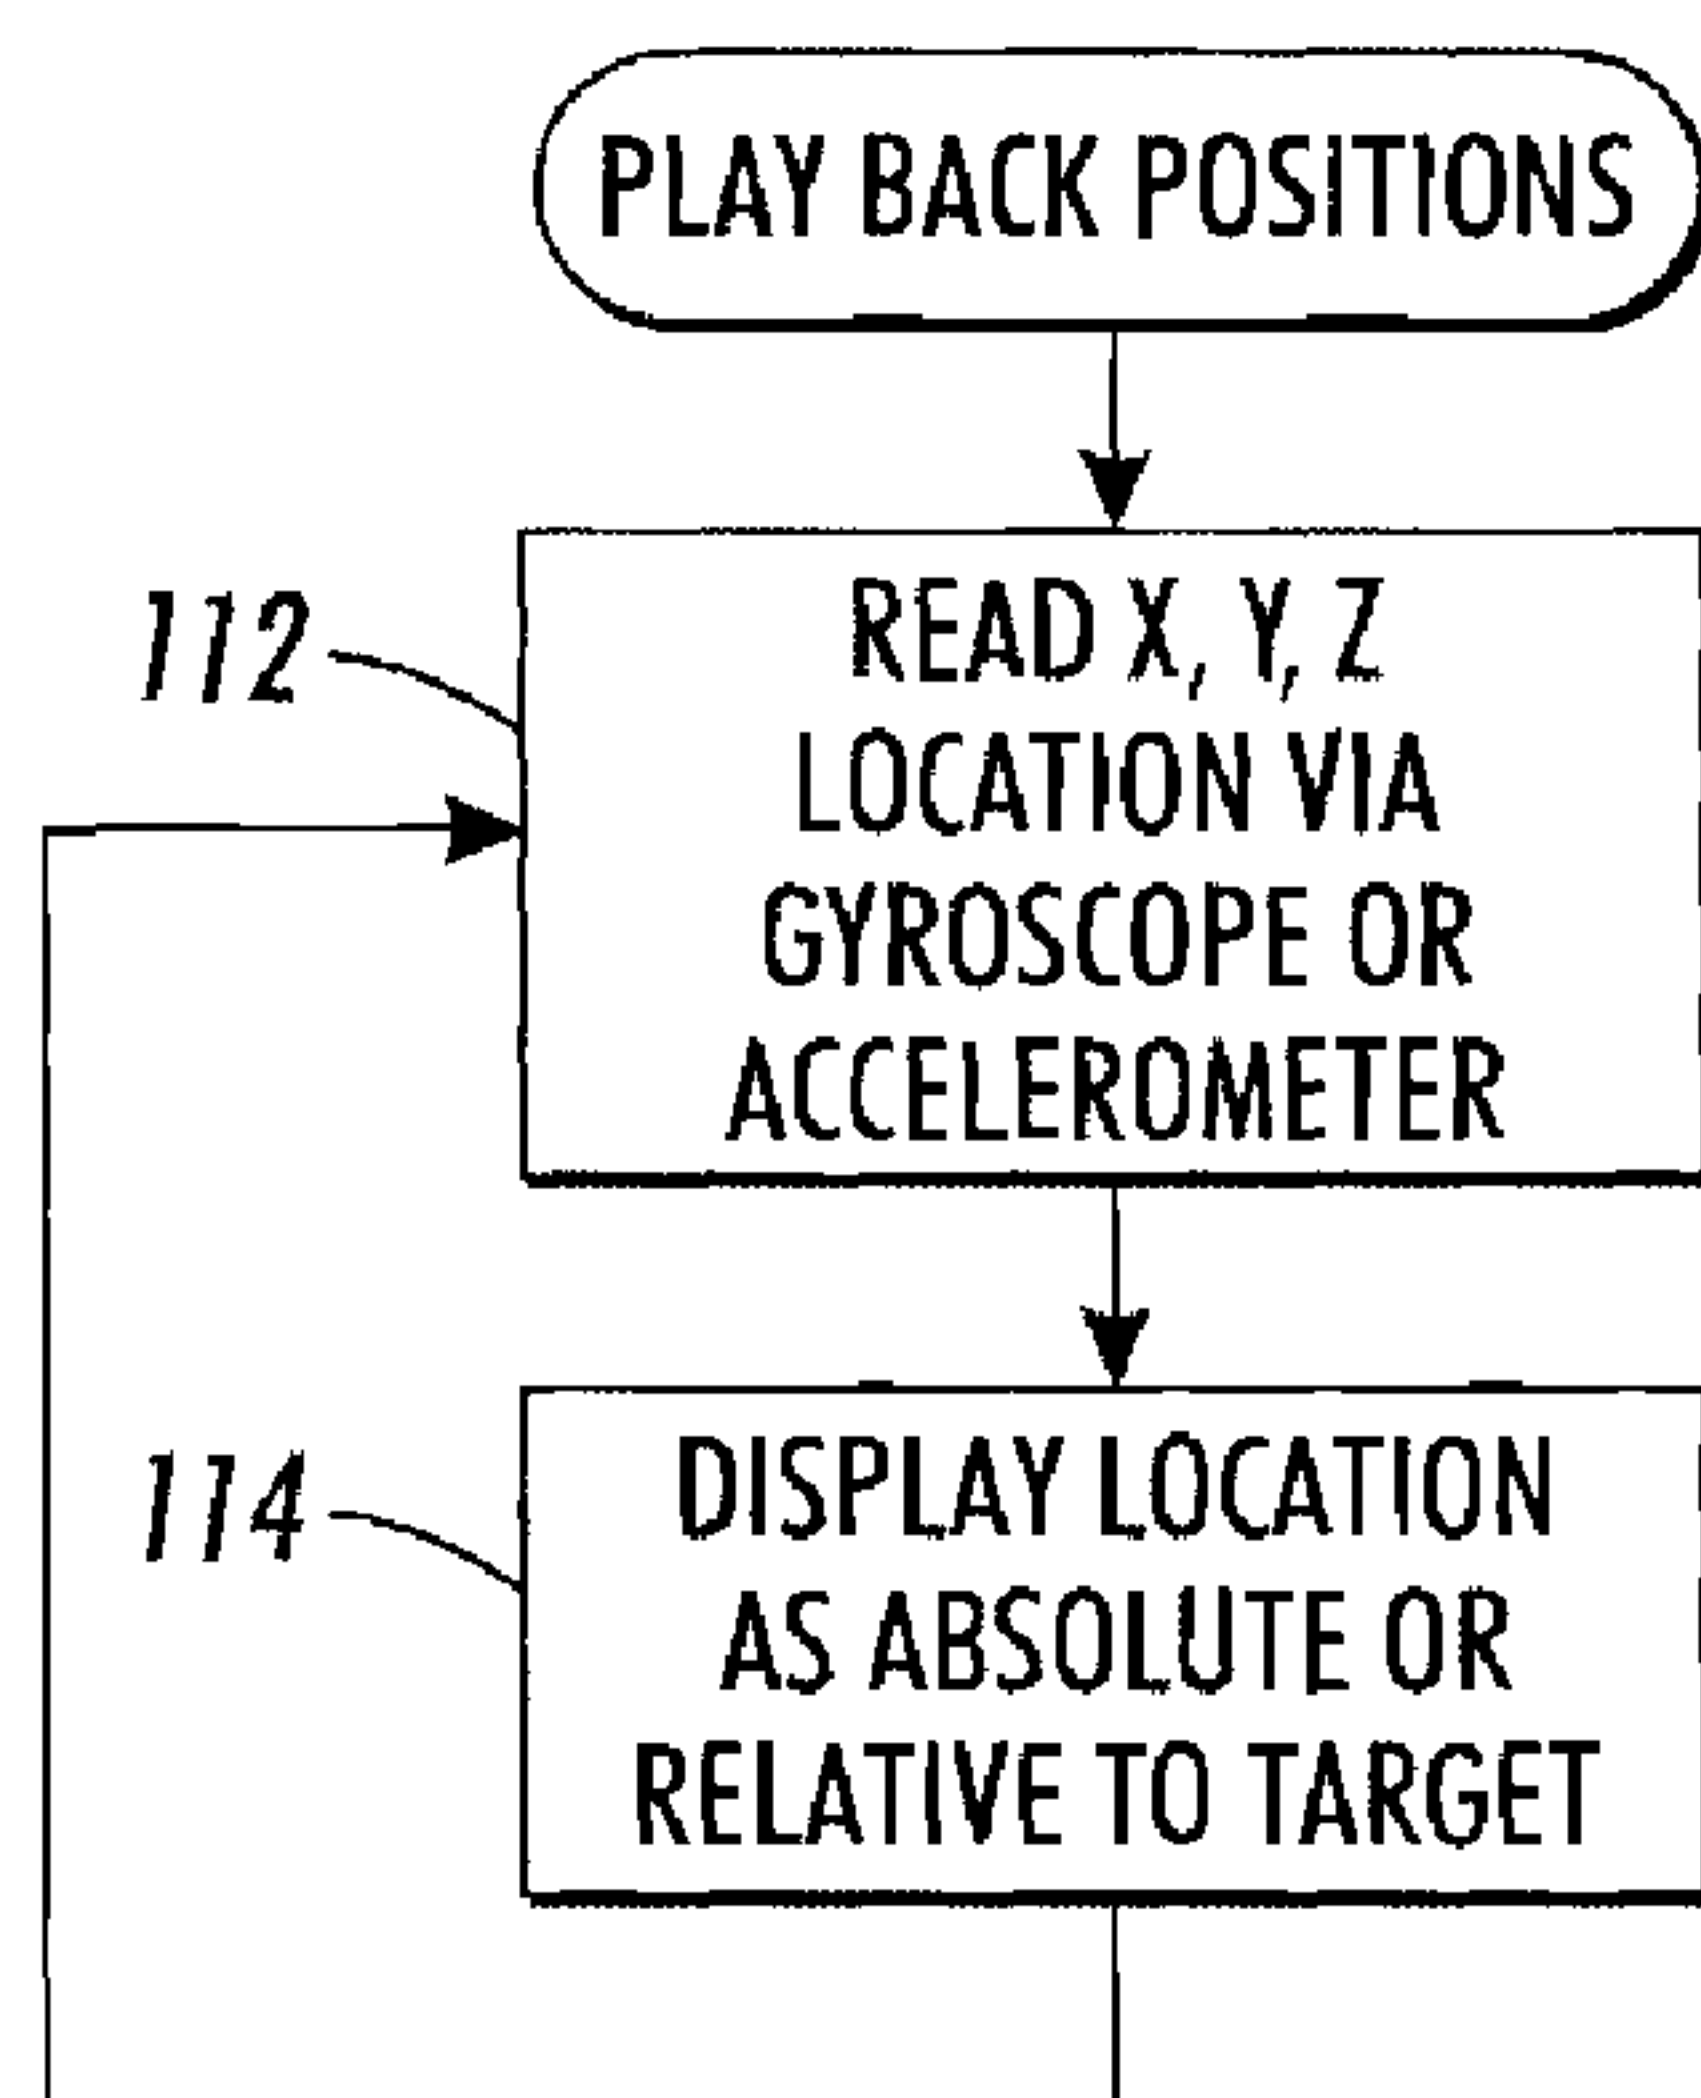 PLAY BACK POSITIONS
112
READ X, Y, Z
LOCATION VIA
GYROSCOPE OR
ACCELEROMETER
114
DISPLAY LOCATION
AS ABSOLUTE OR
RELATIVE TO TARGET